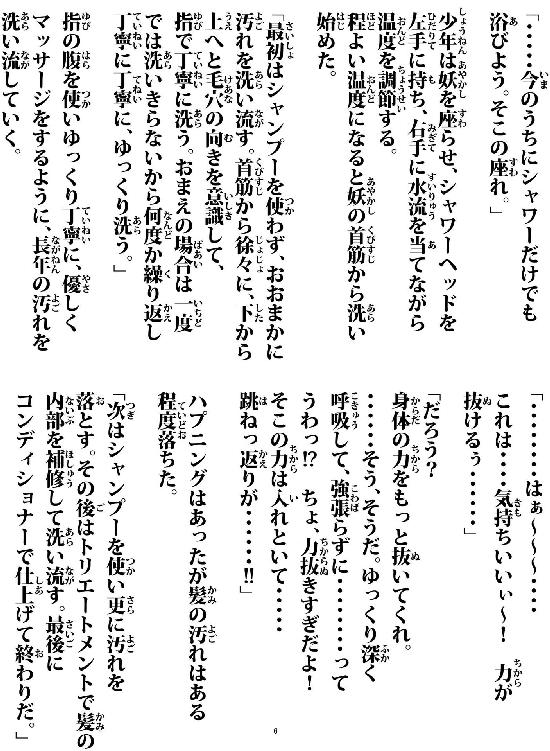 「‥‥今のうちにシャワーだけでも
浴びよう。そこの座れ。」
少年は妖を座らせ、シャワーヘッドを
左手に持ち、右手に水流を当てながら
温度を調節する。
程よい温度になると妖の首筋から洗い
始めた。
「最初はシャンプーを使わず、おおまかに
汚れを洗い流す。首筋から徐々に、下から
上へと毛穴の向きを意識して、
指で丁寧に洗う。おまえの場合は一度
では洗いきらないから何度か繰り返し
丁寧に丁寧に、ゆっくり洗う。」
指の腹を使いゆっくり丁寧に、優しく
マッサージをするように、長年の汚れを
洗い流していく。
「‥‥‥‥はぁ～～～‥‥
これは‥‥気持ちいいぃ～！　力が
抜けるぅ‥‥‥‥」
「だろう？
身体の力をもっと抜いてくれ。
‥‥‥そう、そうだ。ゆっくり深く
呼吸して、強張らずに‥‥‥‥って
うわっ⁉　ちょ、力抜きすぎだよ！
そこの力は入れといて‥‥‥
跳ねっ返りが‥‥‥‼」
ハプニングはあったが髪の汚れはある
程度落ちた。
「次はシャンプーを使い更に汚れを
落とす。その後はトリエートメントで髪の
内部を補修して洗い流す。最後に
コンディショナーで仕上げて終わりだ。」
6